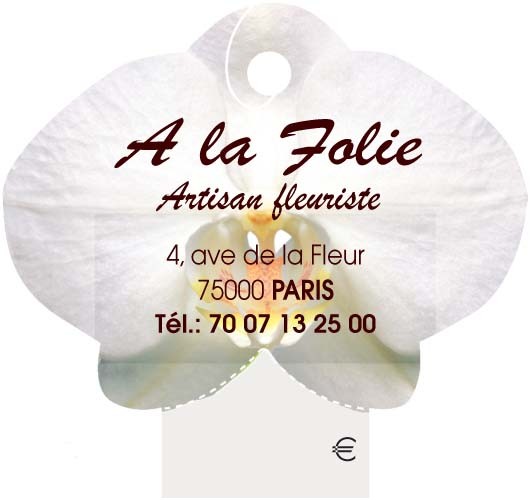 A la Folie
Artisan fleuriste
4, ave de la Fleur
75000 PARIS
Tél.: 70 07 13 25 00
€